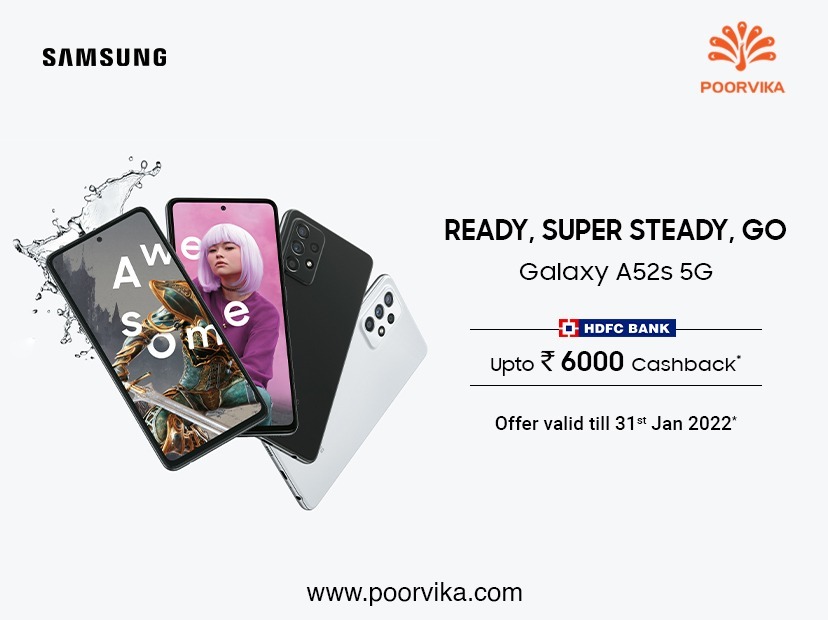 SAMSUNG
POORVIKA
Awe
some
READY, SUPER STEADY, GO
Galaxy A52s 5G
HDFC BANK
Upto ₹ 6000 Cashback*
Offer valid till 31st Jan 2022*
www.poorvika.com